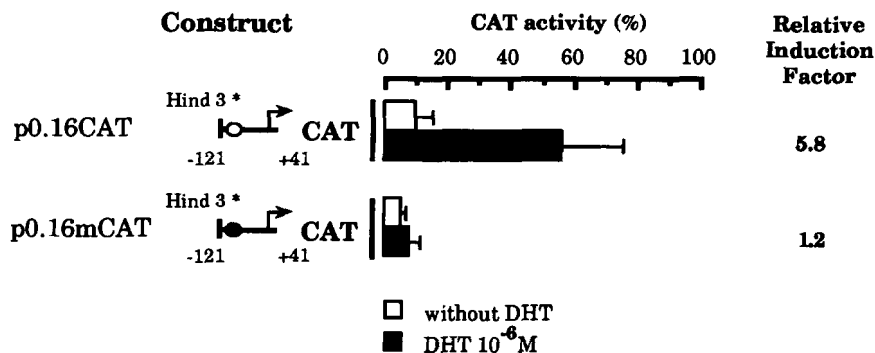 Construct
CAT activity (%)
Relative
Induction
Factor
0 20 40 60 80 100
p0.16CAT
Hind 3 *
CAT
-121 +41
5.8
p0.16mCAT
Hind 3 *
CAT
-121 +41
1.2
without DHT
DHT 10⁻⁶M